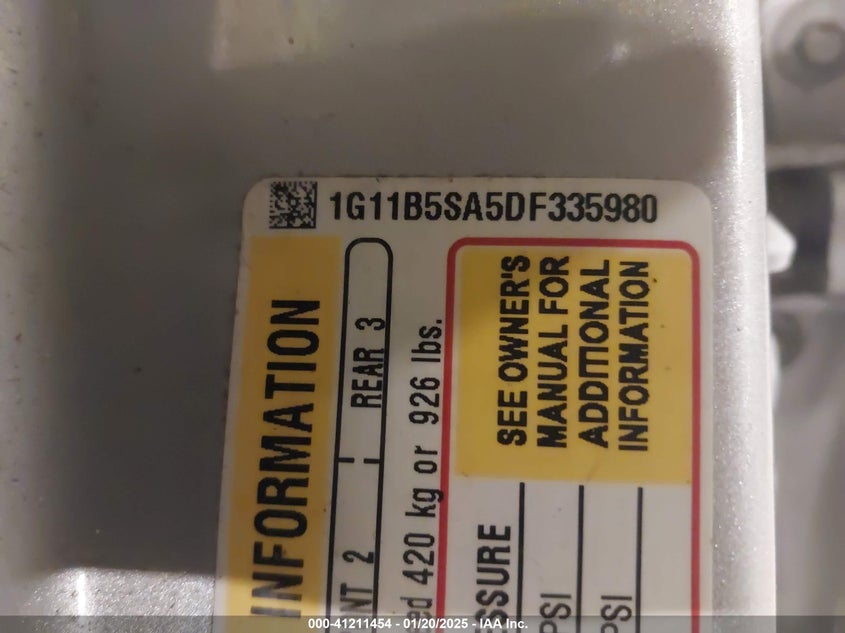 1G11B5SA5DF335980
INFORMATION
NT 2 REAR 3
ed 420 kg or 926 lbs.
SSURE
PSI
PSI
SEE OWNER'S
MANUAL FOR
ADDITIONAL
INFORMATION
000-41211454 - 01/20/2025 - IAA Inc.